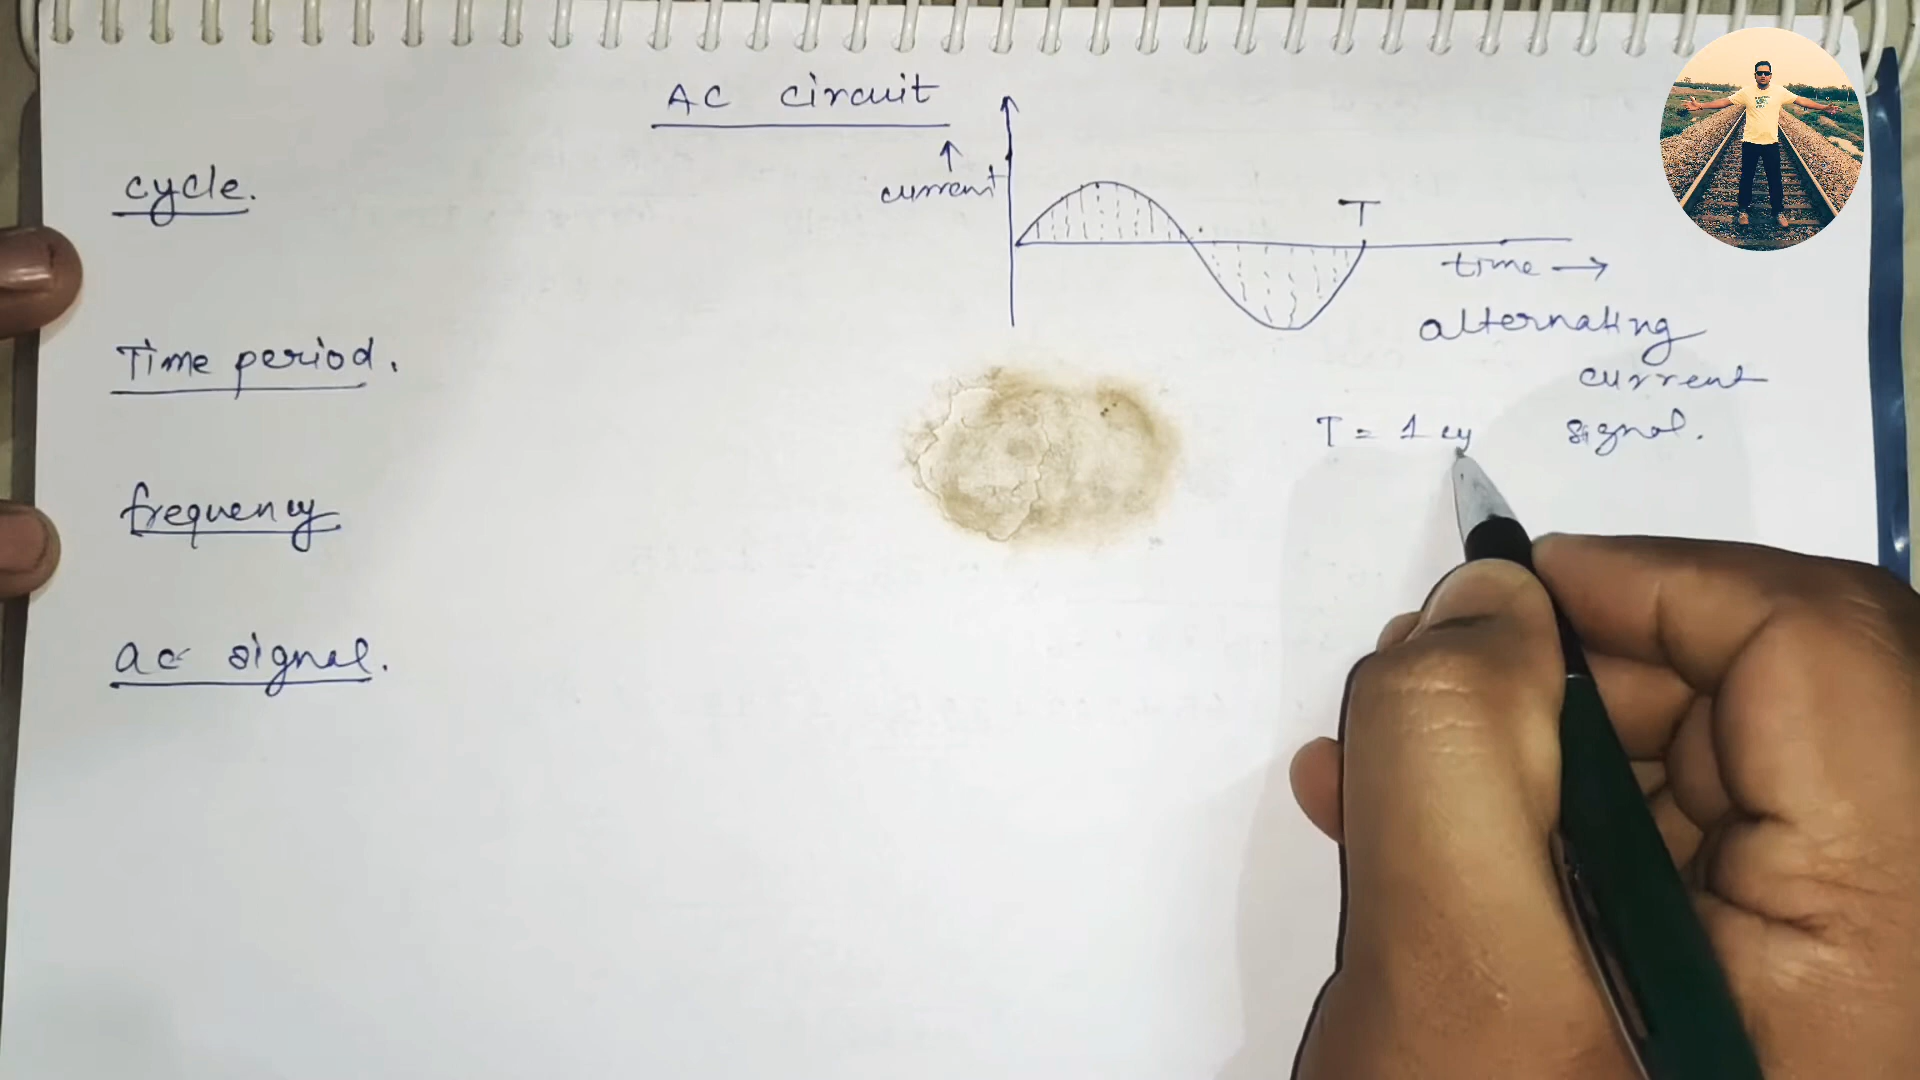 AC circuit
current
cycle.
T
time
alternating
Time period.
current
T = 1 cy
signal.
frequency
ac signal.